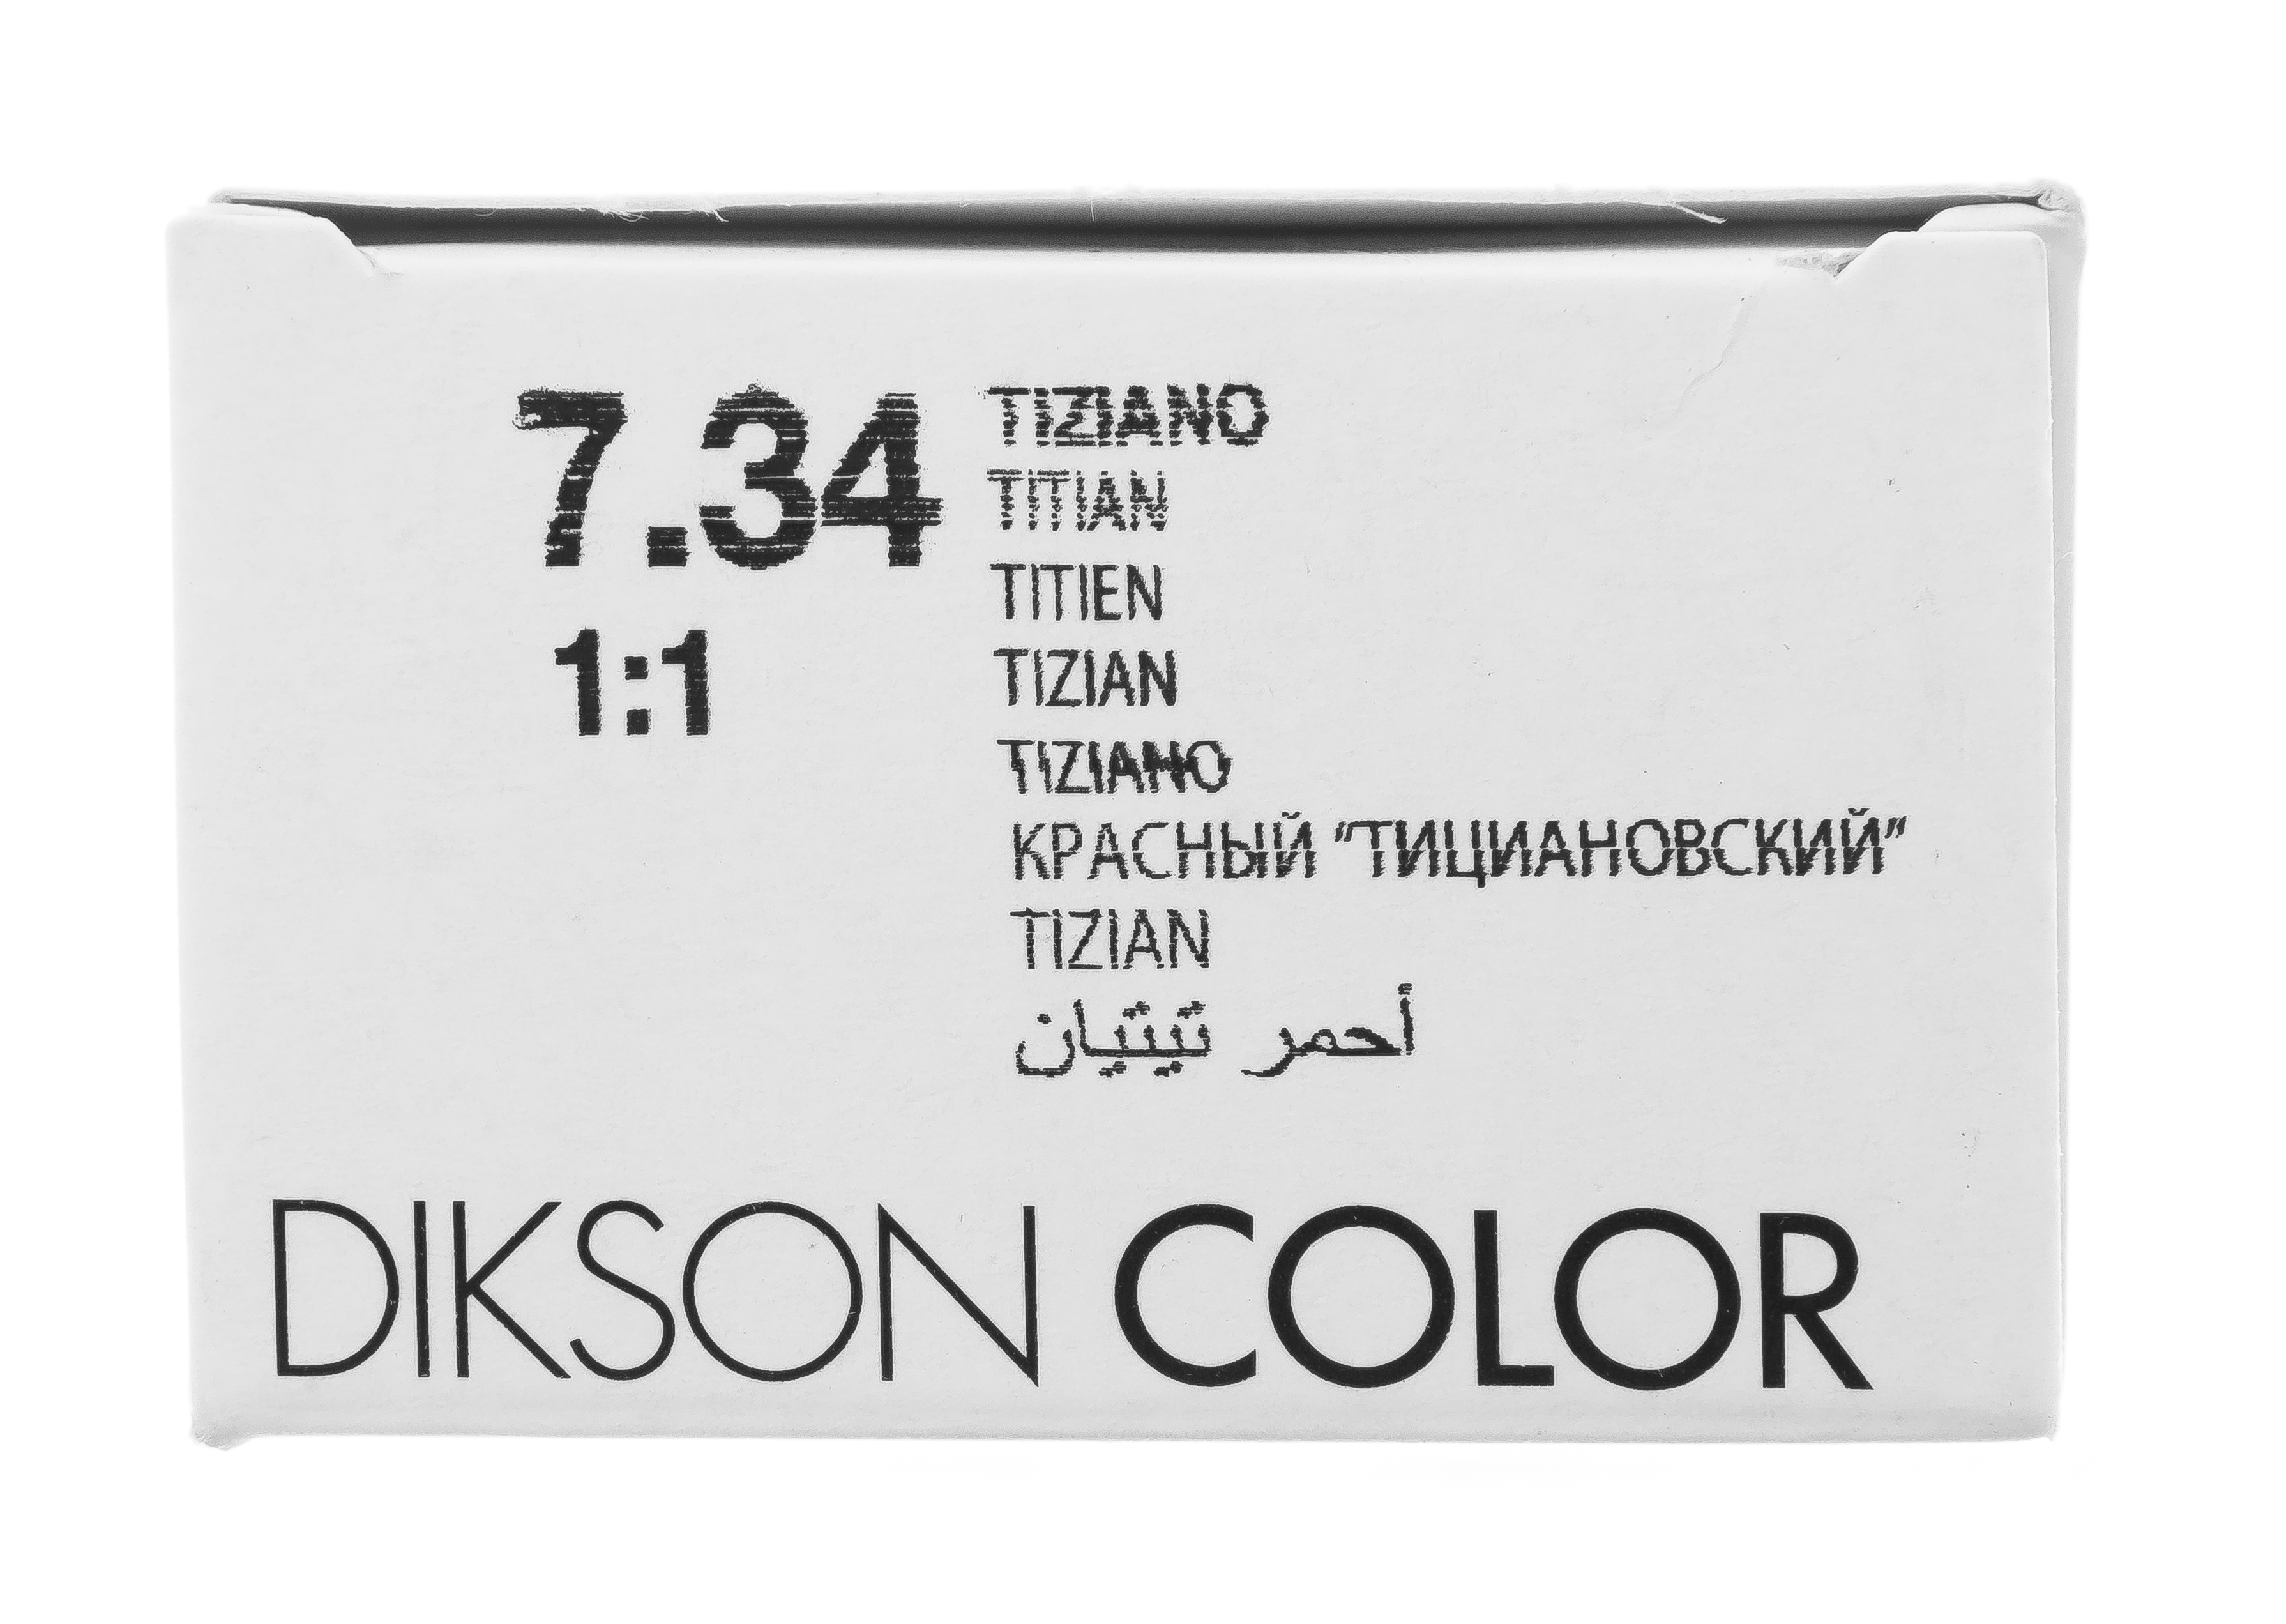 7.34 TIZIANO
TITIAN
TITIEN
1:1 TIZIAN
TIZIANO
КРАСНЫЙ "ТИЦИАНОВСКИЙ"
TIZIAN
أحمر تيتيان
DIKSON COLOR